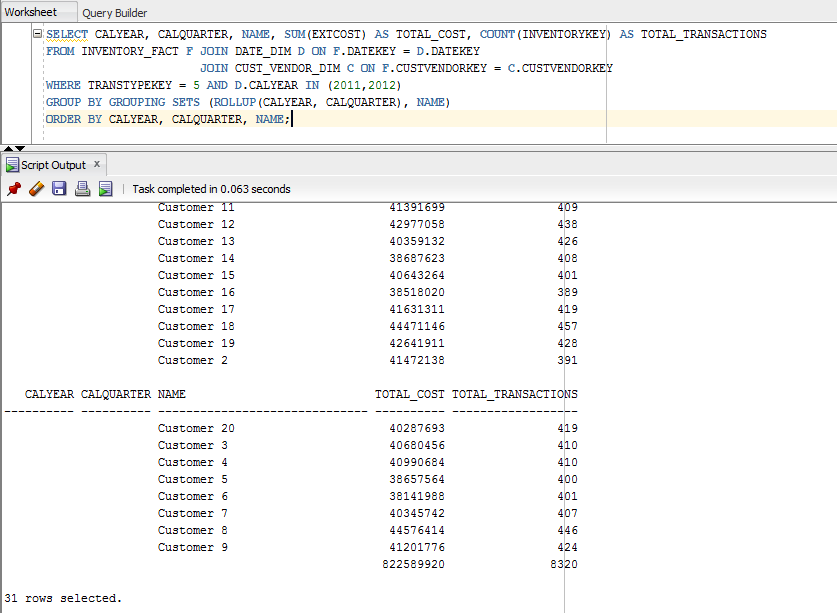 Worksheet Query Builder
SELECT CALYEAR, CALQUARTER, NAME, SUM(EXTCOST) AS TOTAL_COST, COUNT(INVENTORYKEY) AS TOTAL_TRANSACTIONS
FROM INVENTORY_FACT F JOIN DATE_DIM D ON F.DATEKEY = D.DATEKEY
JOIN CUST_VENDOR_DIM C ON F.CUSTVENDORKEY = C.CUSTVENDORKEY
WHERE TRANSTYPEKEY = 5 AND D.CALYEAR IN (2011,2012)
GROUP BY GROUPING SETS (ROLLUP(CALYEAR, CALQUARTER), NAME)
ORDER BY CALYEAR, CALQUARTER, NAME;
Script Output x
Task completed in 0.063 seconds
Customer 11 41391699 409
Customer 12 42977058 438
Customer 13 40359132 426
Customer 14 38687623 408
Customer 15 40643264 401
Customer 16 38518020 389
Customer 17 41631311 419
Customer 18 44471146 457
Customer 19 42641911 428
Customer 2 41472138 391
CALYEAR CALQUARTER NAME TOTAL_COST TOTAL_TRANSACTIONS
---------- ---------- ------------------------------ ---------- ------------------
Customer 20 40287693 419
Customer 3 40680456 410
Customer 4 40990684 410
Customer 5 38657564 400
Customer 6 38141988 401
Customer 7 40345742 407
Customer 8 44576414 446
Customer 9 41201776 424
822589920 8320
31 rows selected.